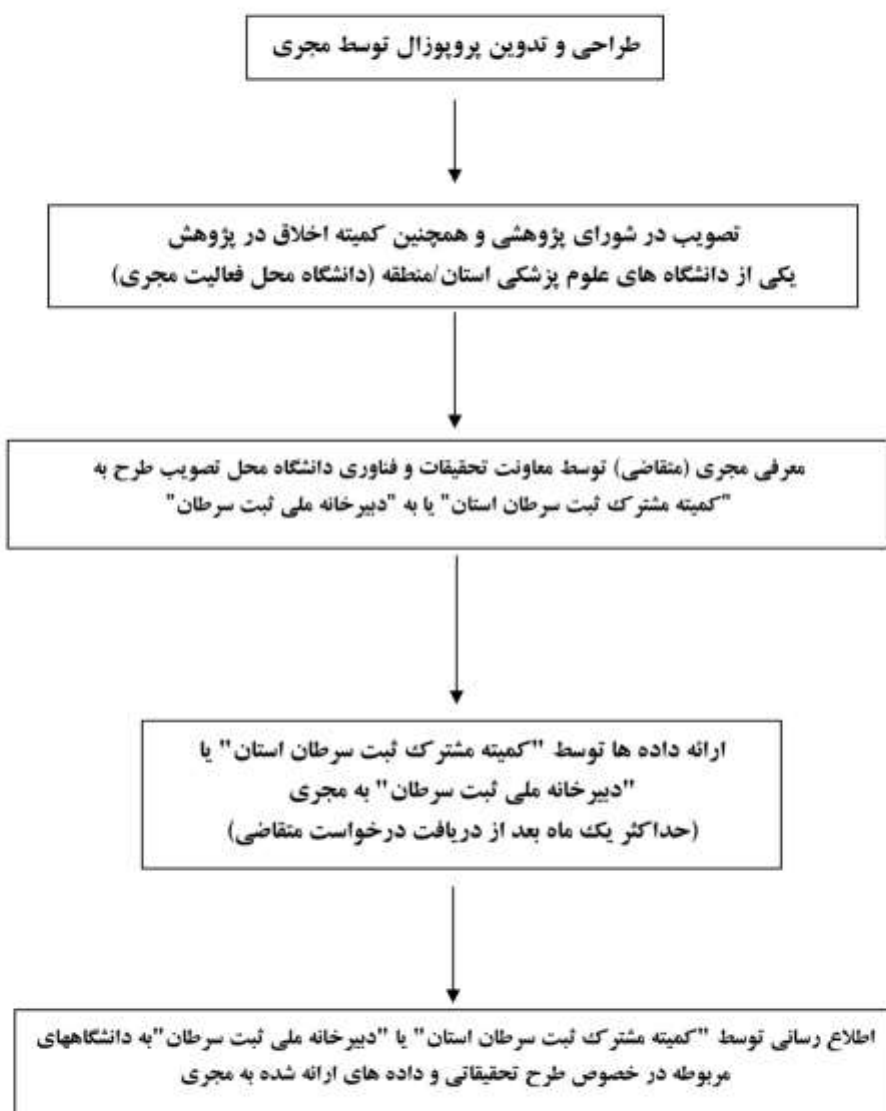 طراحی و تدوین پروپوزال توسط مجری
تصویب در شورای پژوهشی و همچنین کمیته اخلاق در پژوهش
یکی از دانشگاه های علوم پزشکی استان/منطقه (دانشگاه محل فعالیت مجری)
معرفی مجری (متقاضی) توسط معاونت تحقیقات و فناوری دانشگاه محل تصویب طرح به
"کمیته مشترک ثبت سرطان استان" یا به "دبیرخانه ملی ثبت سرطان"
ارائه داده ها توسط "کمیته مشترک ثبت سرطان استان" یا
"دبیرخانه ملی ثبت سرطان" به مجری
(حداکثر یک ماه بعد از دریافت درخواست متقاضی)
اطلاع رسانی توسط "کمیته مشترک ثبت سرطان استان" یا "دبیرخانه ملی ثبت سرطان"به دانشگاههای
مربوطه در خصوص طرح تحقیقاتی و داده های ارائه شده به مجری